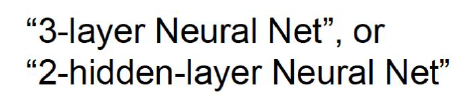 “3-layer Neural Net”, or
“2-hidden-layer Neural Net”